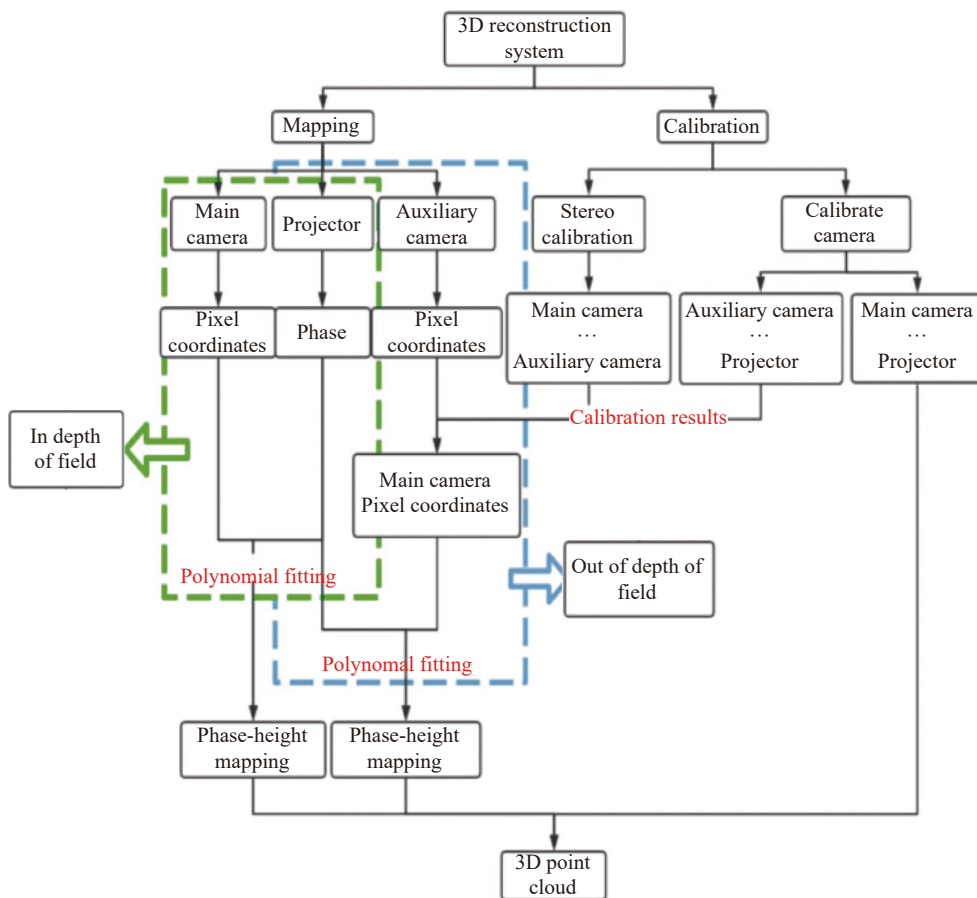 3D reconstruction
system
Mapping
Calibration
Main
camera
Projector
Auxiliary
camera
Stereo
calibration
Calibrate
camera
Pixel
coordinates
Phase
Pixel
coordinates
Main camera
…
Auxiliary camera
Auxiliary camera
…
Projector
Main camera
…
Projector
Calibration results
In depth
of field
Main camera
Pixel coordinates
Polynomial fitting
Out of depth of
field
Polynomal fitting
Phase-height
mapping
Phase-height
mapping
3D point
cloud